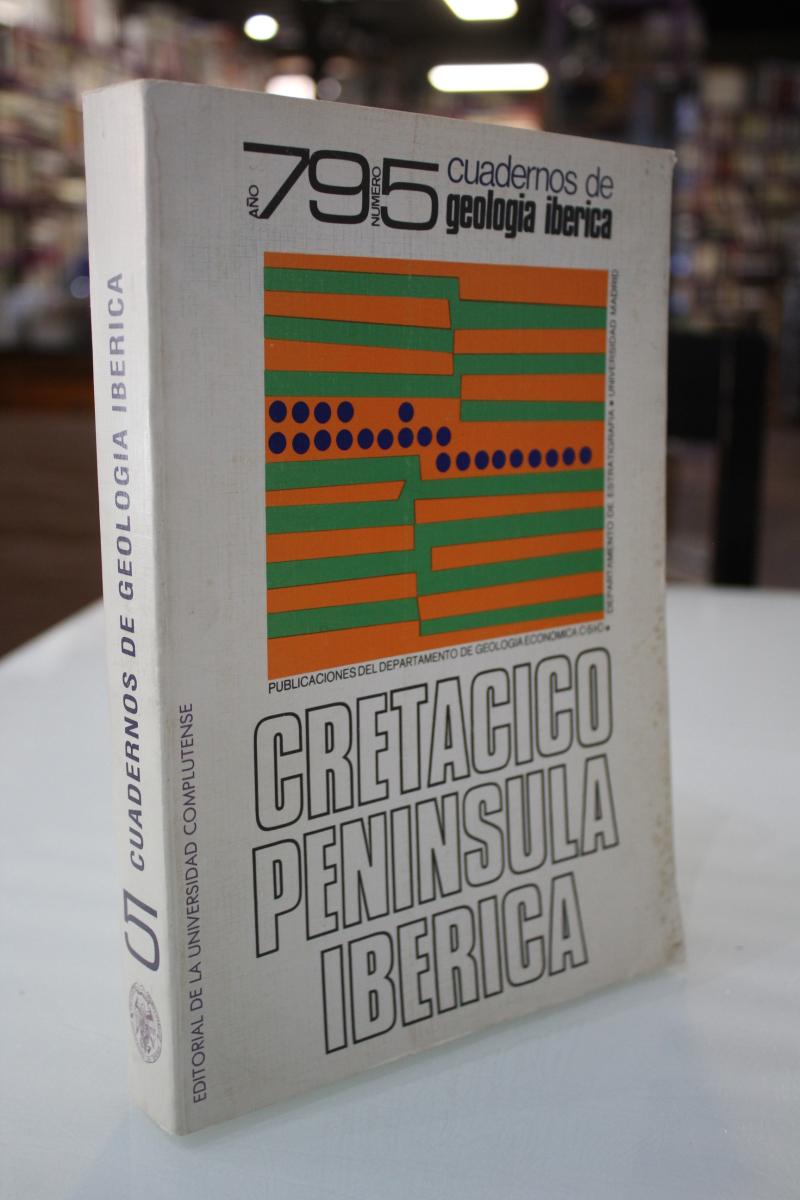 5 CUADERNOS DE GEOLOGIA IBERICA
EDITORIAL DE LA UNIVERSIDAD COMPLUTENSE
AÑO 79 NUMERO 5
cuadernos de
geologia iberica
DEPARTAMENTO DE ESTRATIGRAFIA • UNIVERSIDAD MADRID
PUBLICACIONES DEL DEPARTAMENTO DE GEOLOGIA ECONOMICA C.S.I.C. •
CRETACICO
PENINSULA
IBERICA